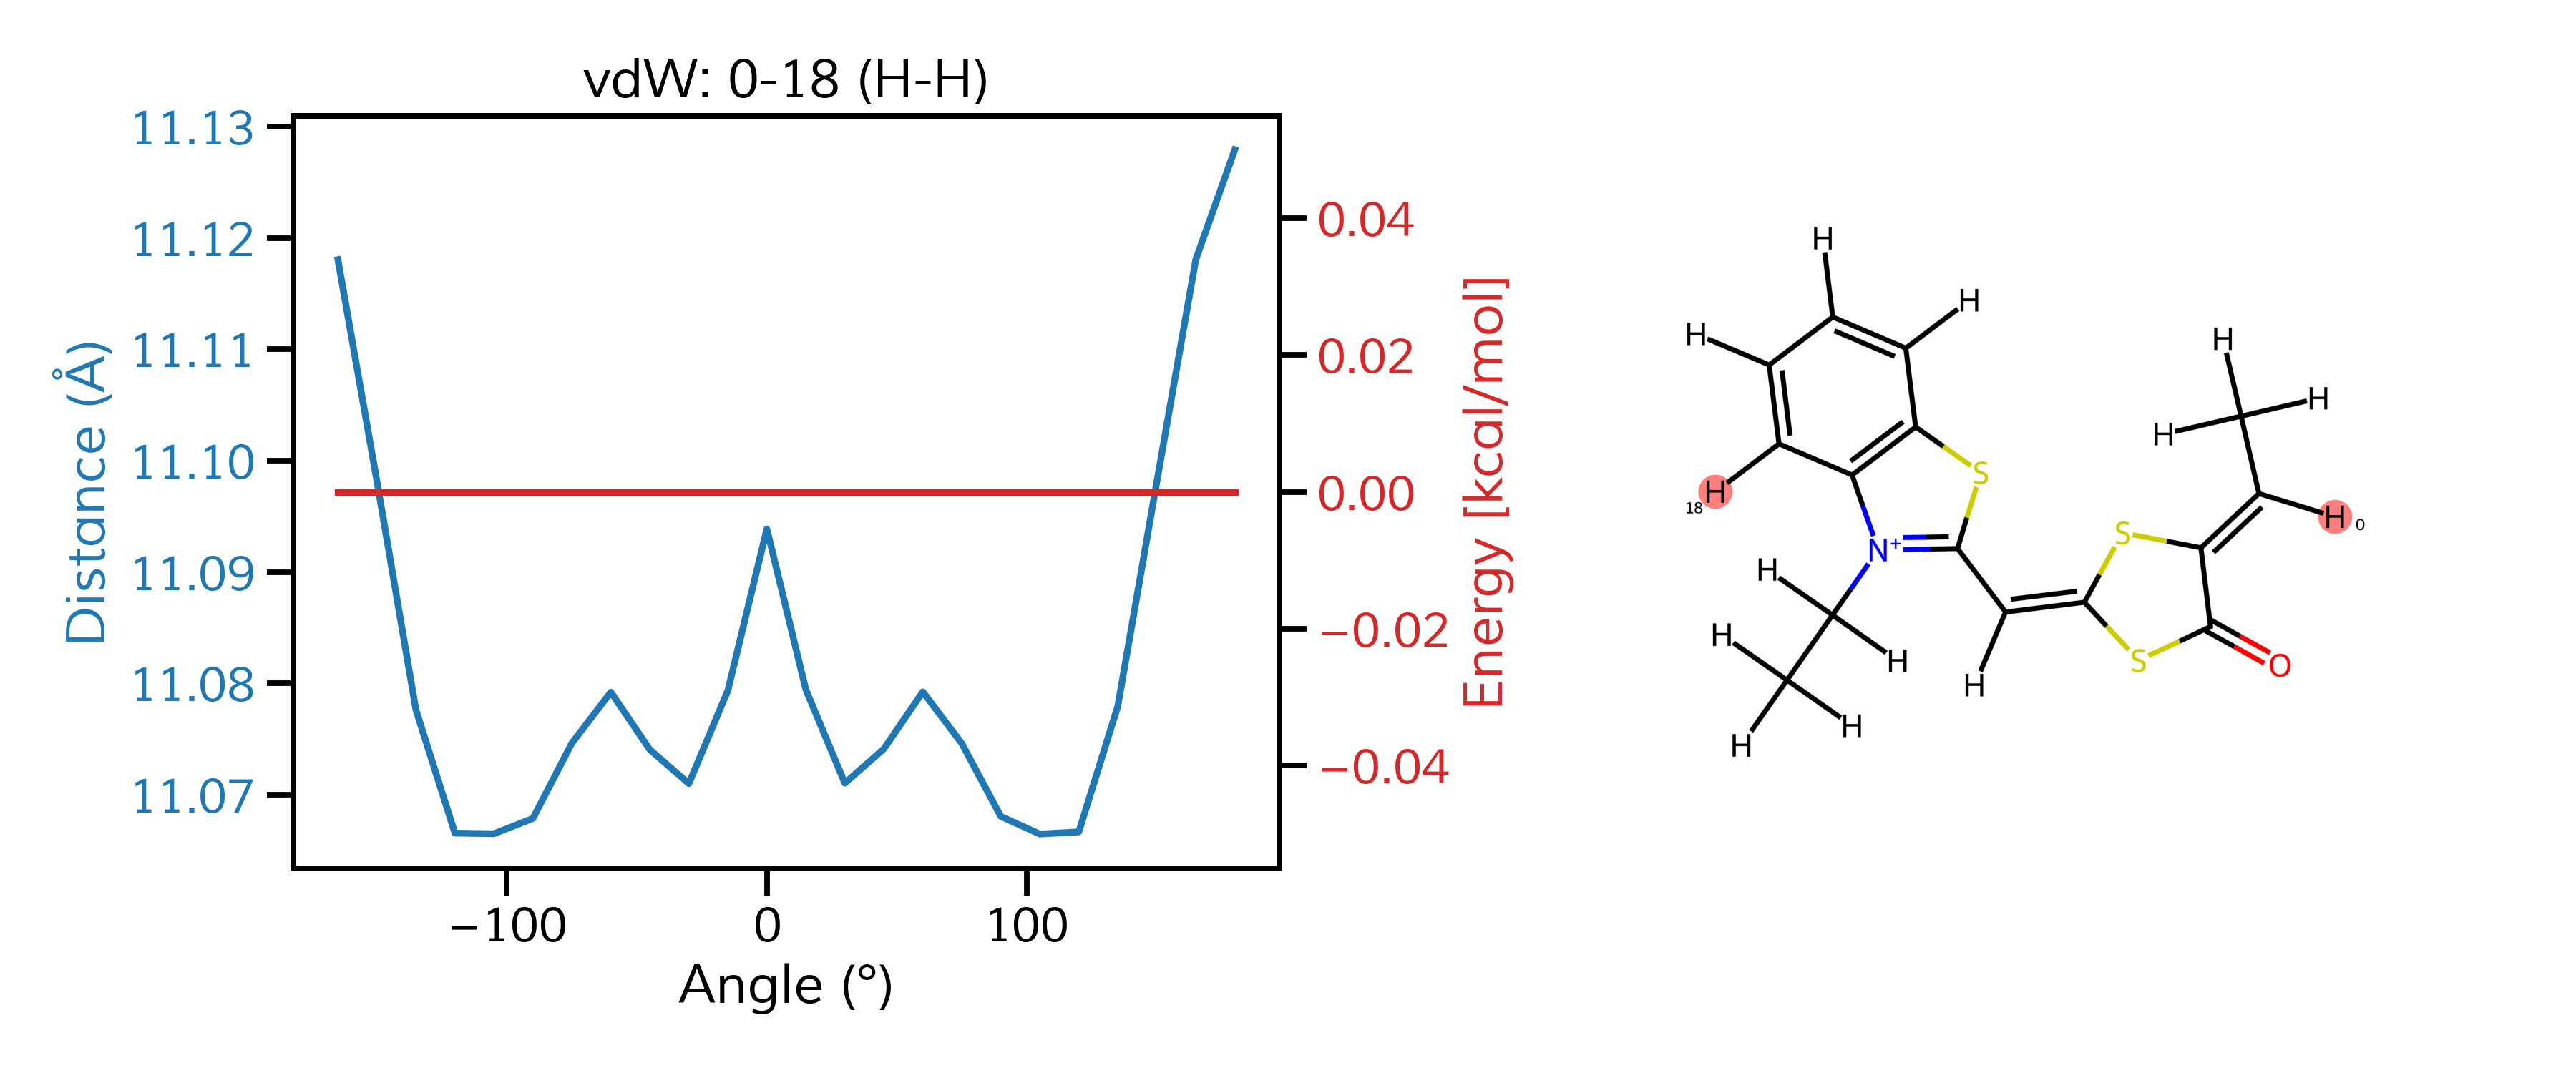 vdW: 0-18 (H-H)
11.13
11.12
11.11
11.10
11.09
11.08
11.07
Distance (Å)
0.04
0.02
0.00
−0.02
−0.04
Energy [kcal/mol]
−100
0
100
Angle (°)
H
H
H
H
H
H
H
S
H
18
H
0
S
N+
H
H
H
S
O
H
H
H